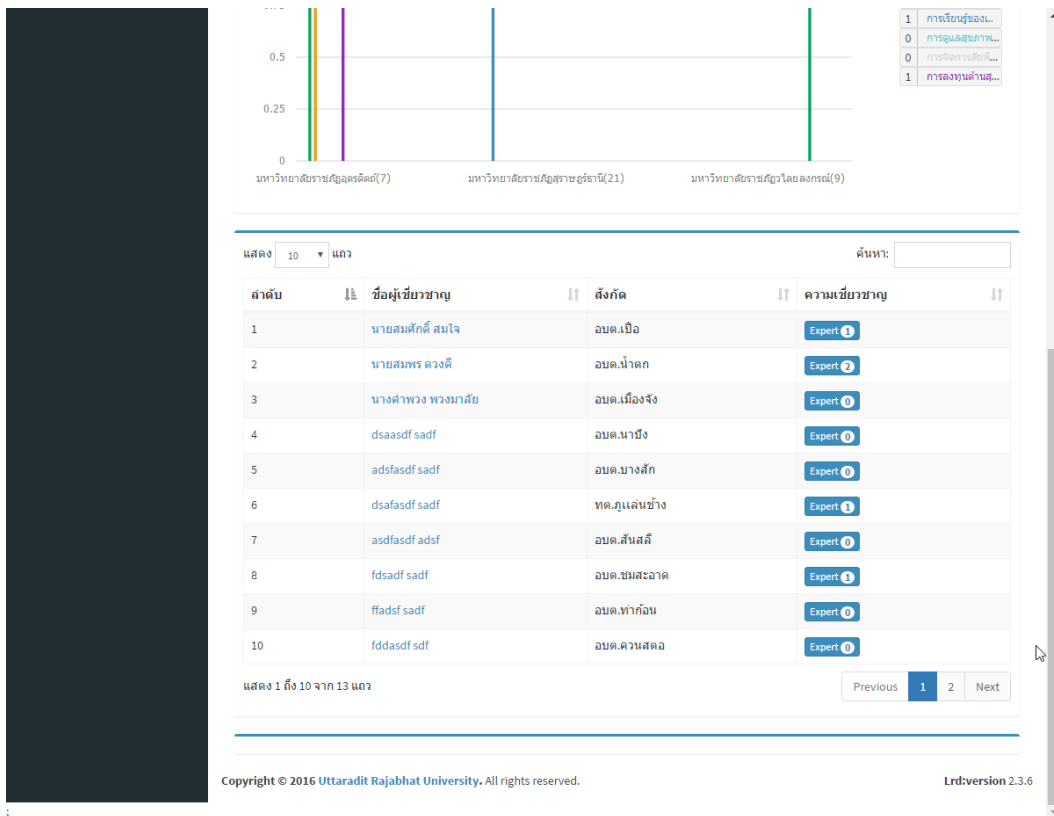 1 การเรียนรู้ของเ...
0.5
0 การดูแลสุขภาพ...
0 การจัดการภัยพิ...
1 การลงทุนด้านสุ...
0.25
0
มหาวิทยาลัยราชภัฏอุตรดิตถ์(7) มหาวิทยาลัยราชภัฏสุราษฎร์ธานี(21) มหาวิทยาลัยราชภัฏวไลยอลงกรณ์(9)
แสดง 10 แถว ค้นหา:
ลำดับ ชื่อผู้เชี่ยวชาญ สังกัด ความเชี่ยวชาญ
1 นายสมศักดิ์ สมใจ อบต.เปือ Expert 1
2 นายสมพร ดวงดี อบต.น้ำตก Expert 2
3 นางคำพวง พวงมาลัย อบต.เมืองจัง Expert 0
4 dsaasdf sadf อบต.นาปัง Expert 0
5 adsfasdf sadf อบต.บางสัก Expert 0
6 dsafasdf sadf ทต.ภูแล่นช้าง Expert 1
7 asdfasdf adsf อบต.สันสลี Expert 0
8 fdsadf sadf อบต.ชมสะอาด Expert 1
9 ffadsf sadf อบต.ท่าก้อน Expert 0
10 fddasdf sdf อบต.ควนสตอ Expert 0
แสดง 1 ถึง 10 จาก 13 แถว Previous 1 2 Next
Copyright © 2016 Uttaradit Rajabhat University. All rights reserved. Lrd:version 2.3.6